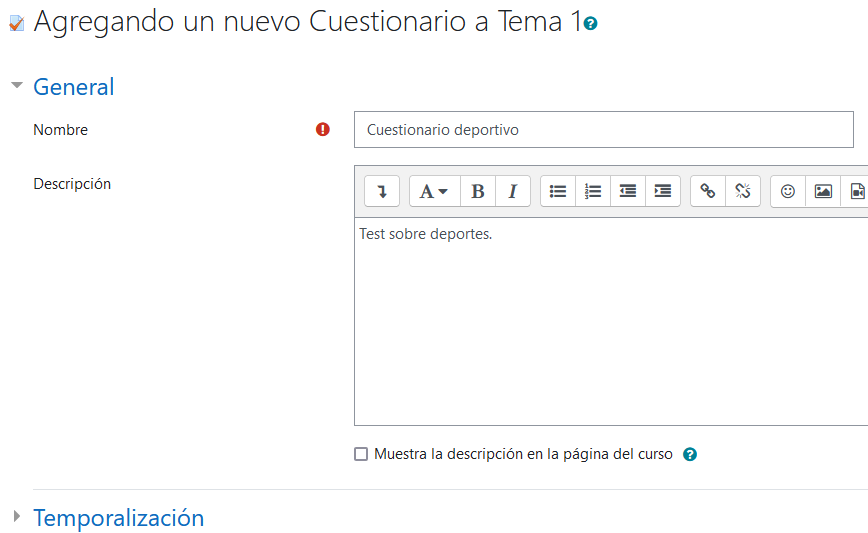 Agregando un nuevo Cuestionario a Tema 1
General
Nombre
Cuestionario deportivo
Descripción
A B I
Test sobre deportes.
Muestra la descripción en la página del curso
Temporalización